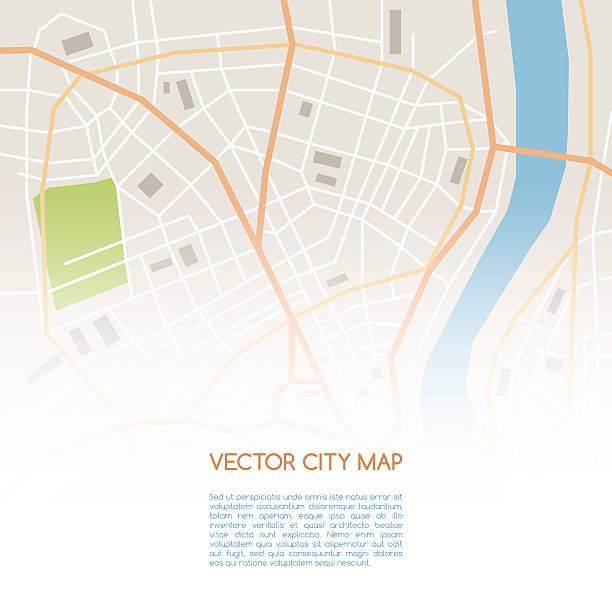 VECTOR CITY MAP
Sed ut perspiciatis unde omnis iste natus error sit
voluptatem accusantium doloremque laudantium,
totam rem aperiam, eaque ipsa quae ab illo
inventore veritatis et quasi architecto beatae
vitae dicta sunt explicabo. Nemo enim ipsam
voluptatem quia voluptas sit aspernatur aut odit
aut fugit, sed quia consequuntur magni dolores
eos qui ratione voluptatem sequi nesciunt.